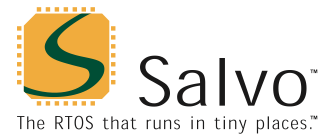 Salvo™
The RTOS that runs in tiny places.™